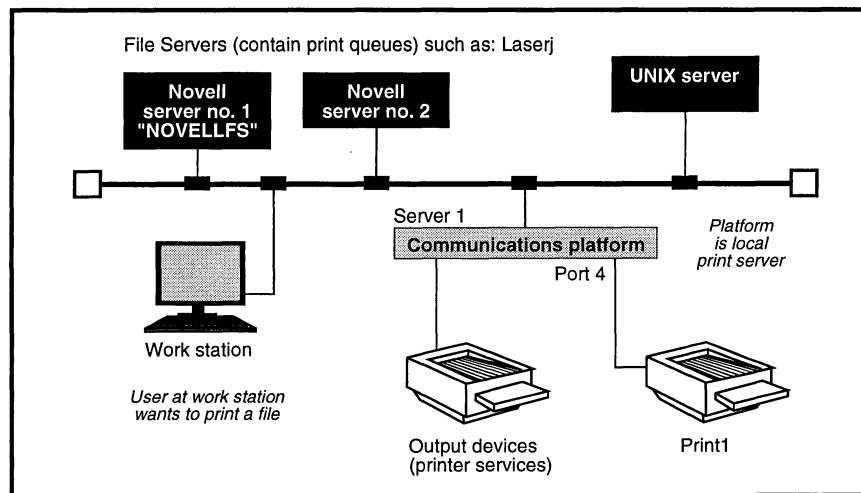 File Servers (contain print queues) such as: Laserj
Novell
server no. 1
"NOVELLFS"
Novell
server no. 2
UNIX server
Server 1
Communications platform
Port 4
Platform
is local
print server
Work station
User at work station
wants to print a file
Output devices
(printer services)
Print1